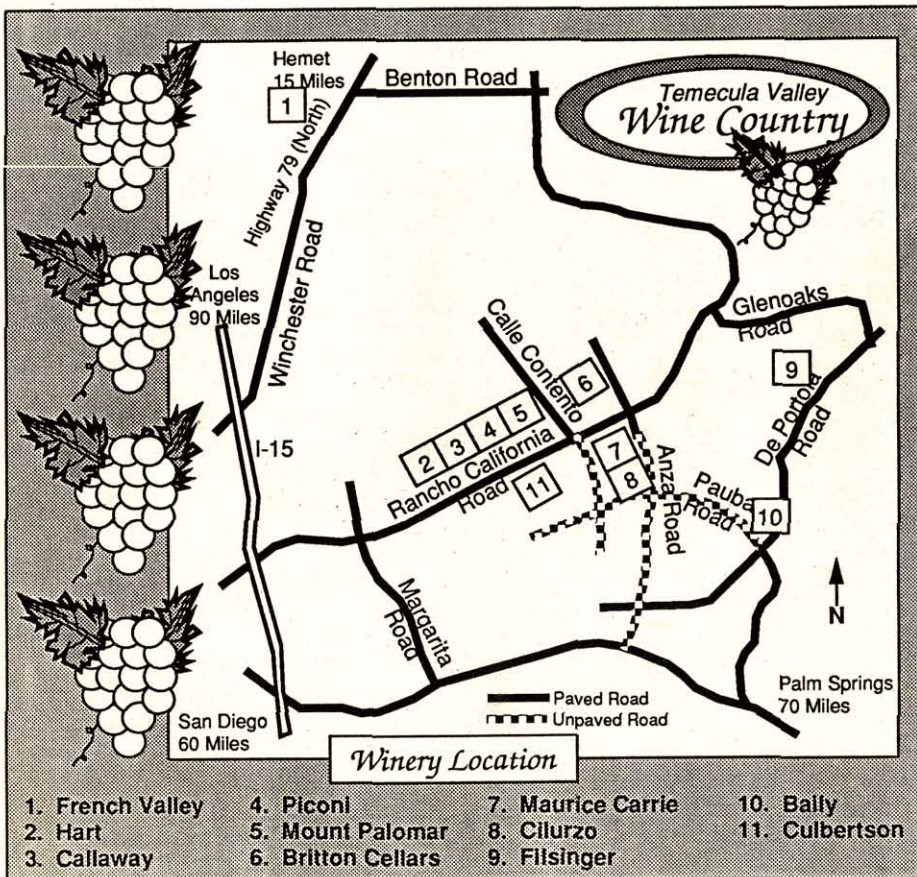 Hemet
15 Miles
1
Benton Road
Temecula Valley
Wine Country
Highway 79 (North)
Winchester Road
Los
Angeles
90 Miles
I-15
Calle Contento
Glenoaks
Road
9
De Portola
Road
6
2
3
4
5
Rancho California
Road
11
7
8
Anza
Road
Pauba
Road
10
N
Margarita
Road
Paved Road
Unpaved Road
Palm Springs
70 Miles
San Diego
60 Miles
Winery Location
1. French Valley
2. Hart
3. Callaway
4. Piconi
5. Mount Palomar
6. Britton Cellars
7. Maurice Carrie
8. Cilurzo
9. Filsinger
10. Baily
11. Culbertson